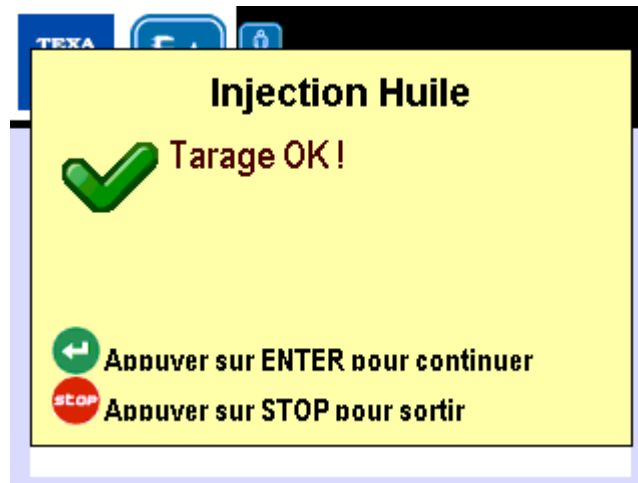 TEXA
Injection Huile
Tarage OK !
Appuyer sur ENTER pour continuer
stop
Appuyer sur STOP pour sortir